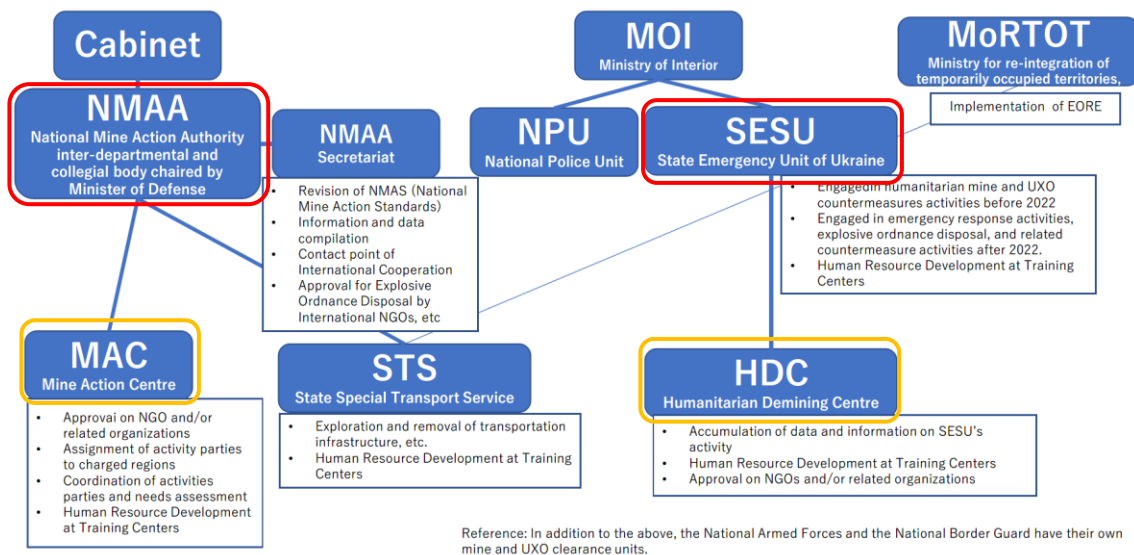 Cabinet
NMAA
National Mine Action Authority
inter-departmental and
collegial body chaired by
Minister of Defense
NMAA
Secretariat
• Revision of NMAS (National
Mine Action Standards)
• Information and data
compilation
• Contact point of
International Cooperation
• Approval for Explosive
Ordnance Disposal by
International NGOs, etc
MOI
Ministry of Interior
NPU
National Police Unit
SESU
State Emergency Unit of Ukraine
• Engagedin humanitarian mine and UXO
countermeasures activities before 2022
• Engaged in emergency response activities,
explosive ordnance disposal, and related
countermeasure activities after 2022.
• Human Resource Development at Training
Centers
MoRTOT
Ministry for re-integration of
temporarily occupied territories,
Implementation of EORE
MAC
Mine Action Centre
• Approval on NGO and/or
related organizations
• Assignment of activity parties
to charged regions
• Coordination of activities
parties and needs assessment
• Human Resource Development
at Training Centers
STS
State Special Transport Service
• Exploration and removal of transportation
infrastructure, etc.
• Human Resource Development at Training
Centers
HDC
Humanitarian Demining Centre
• Accumulation of data and information on SESU's
activity
• Human Resource Development at Training Centers
• Approval on NGOs and/or related organizations
Reference: In addition to the above, the National Armed Forces and the National Border Guard have their own
mine and UXO clearance units.